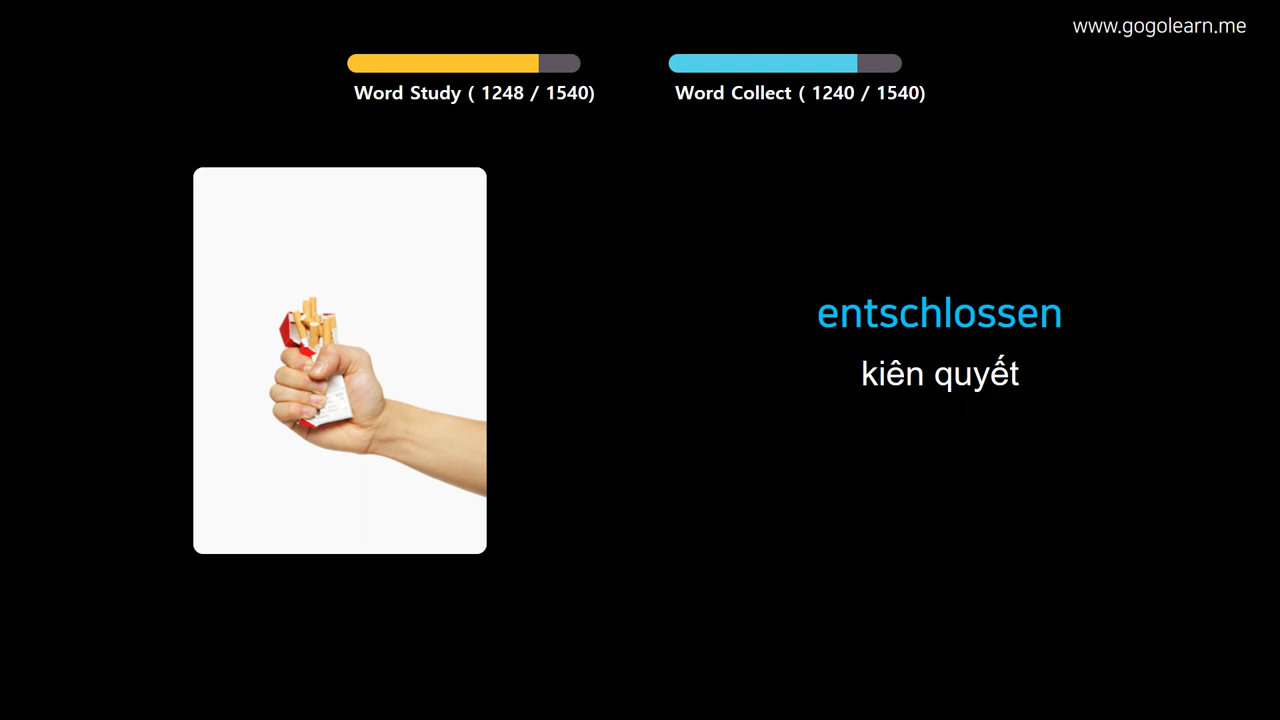 www.gogolearn.me
Word Study ( 1248 / 1540)
Word Collect ( 1240 / 1540)
entschlossen
kiên quyết